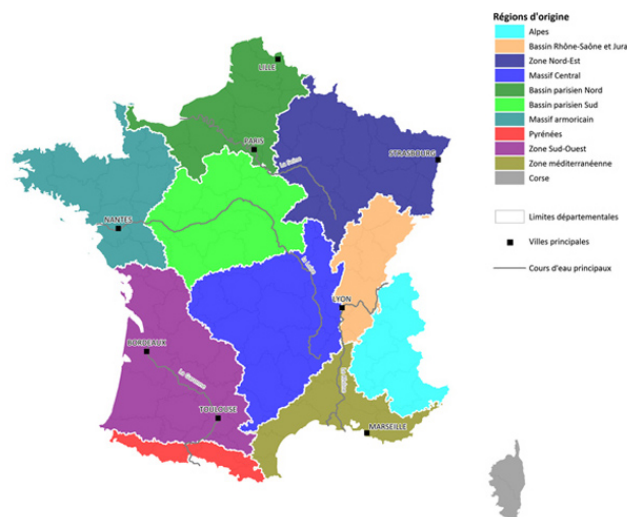 Régions d'origine
Alpes
Bassin Rhône-Saône et Jura
Zone Nord-Est
Massif Central
Bassin parisien Nord
Bassin parisien Sud
Massif armoricain
Pyrénées
Zone Sud-Ouest
Zone méditerranéenne
Corse
Limites départementales
Villes principales
Cours d'eau principaux
LILLE
PARIS
La Seine
STRASBOURG
NANTES
LYON
BORDEAUX
TOULOUSE
MARSEILLE